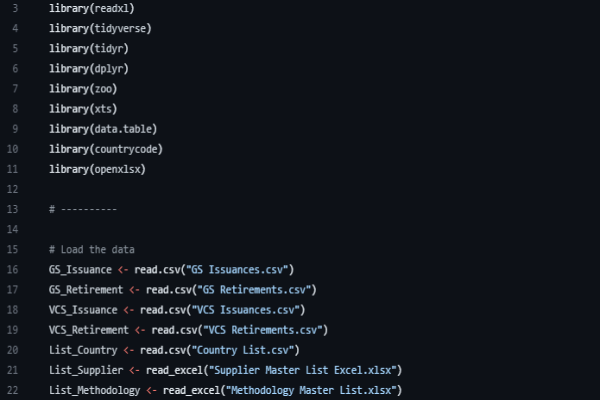 3 library(readxl)
4 library(tidyverse)
5 library(tidyr)
6 library(dplyr)
7 library(zoo)
8 library(xts)
9 library(data.table)
10 library(countrycode)
11 library(openxlsx)
12
13 # ----------
14
15 # Load the data
16 GS_Issuance <- read.csv("GS Issuances.csv")
17 GS_Retirement <- read.csv("GS Retirements.csv")
18 VCS_Issuance <- read.csv("VCS Issuances.csv")
19 VCS_Retirement <- read.csv("VCS Retirements.csv")
20 List_Country <- read.csv("Country List.csv")
21 List_Supplier <- read_excel("Supplier Master List Excel.xlsx")
22 List_Methodology <- read_excel("Methodology Master List.xlsx")